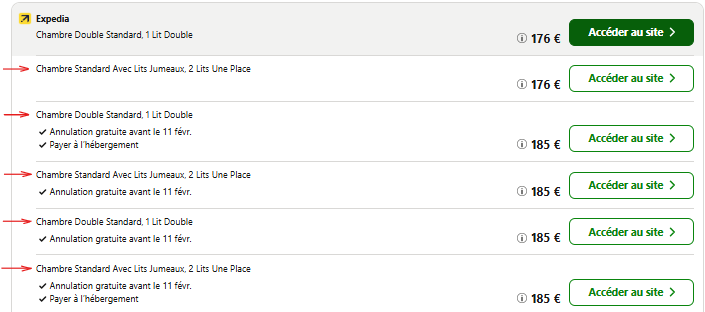 Expedia
Chambre Double Standard, 1 Lit Double
176 €
Accéder au site
Chambre Standard Avec Lits Jumeaux, 2 Lits Une Place
176 €
Accéder au site
Chambre Double Standard, 1 Lit Double
Annulation gratuite avant le 11 févr.
Payer à l'hébergement
185 €
Accéder au site
Chambre Standard Avec Lits Jumeaux, 2 Lits Une Place
Annulation gratuite avant le 11 févr.
185 €
Accéder au site
Chambre Double Standard, 1 Lit Double
Annulation gratuite avant le 11 févr.
185 €
Accéder au site
Chambre Standard Avec Lits Jumeaux, 2 Lits Une Place
Annulation gratuite avant le 11 févr.
Payer à l'hébergement
185 €
Accéder au site